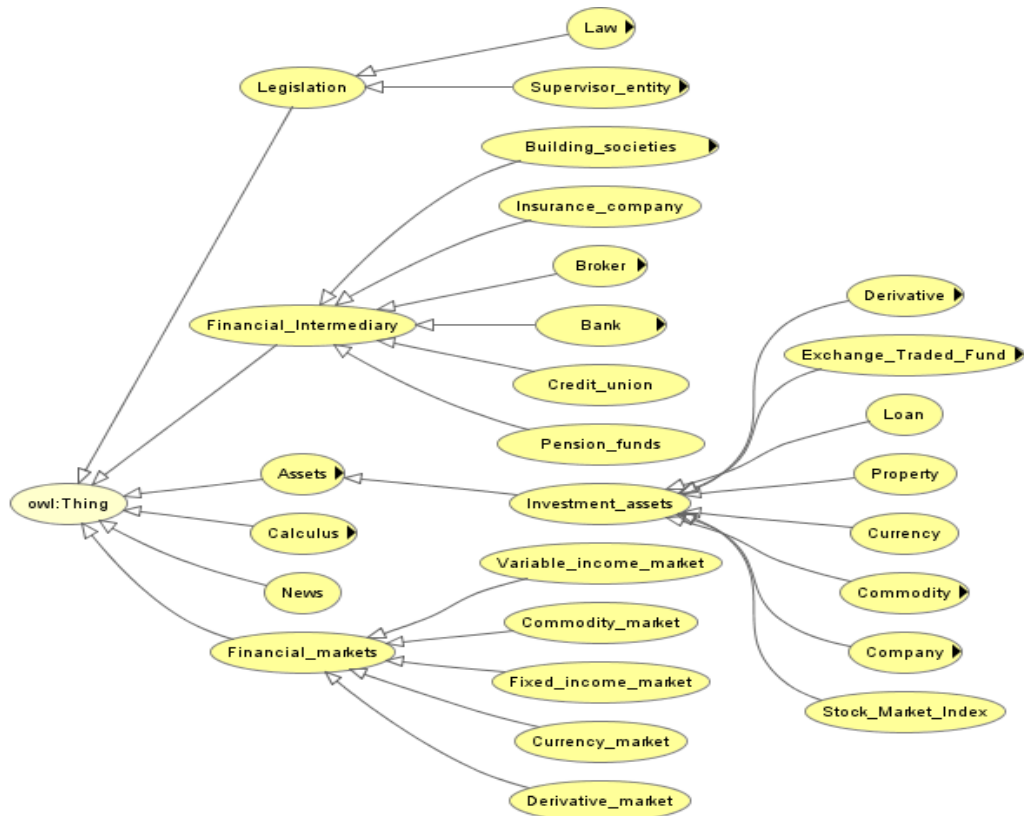 Law
Legislation
Supervisor_entity
Building_societies
Insurance_company
Broker
Derivative
Financial_Intermediary
Bank
Exchange_Traded_Fund
Credit_union
Loan
Pension_funds
Assets
Property
owl:Thing
Investment_assets
Calculus
Currency
Variable_income_market
News
Commodity
Commodity_market
Financial_markets
Company
Fixed_income_market
Stock_Market_Index
Currency_market
Derivative_market